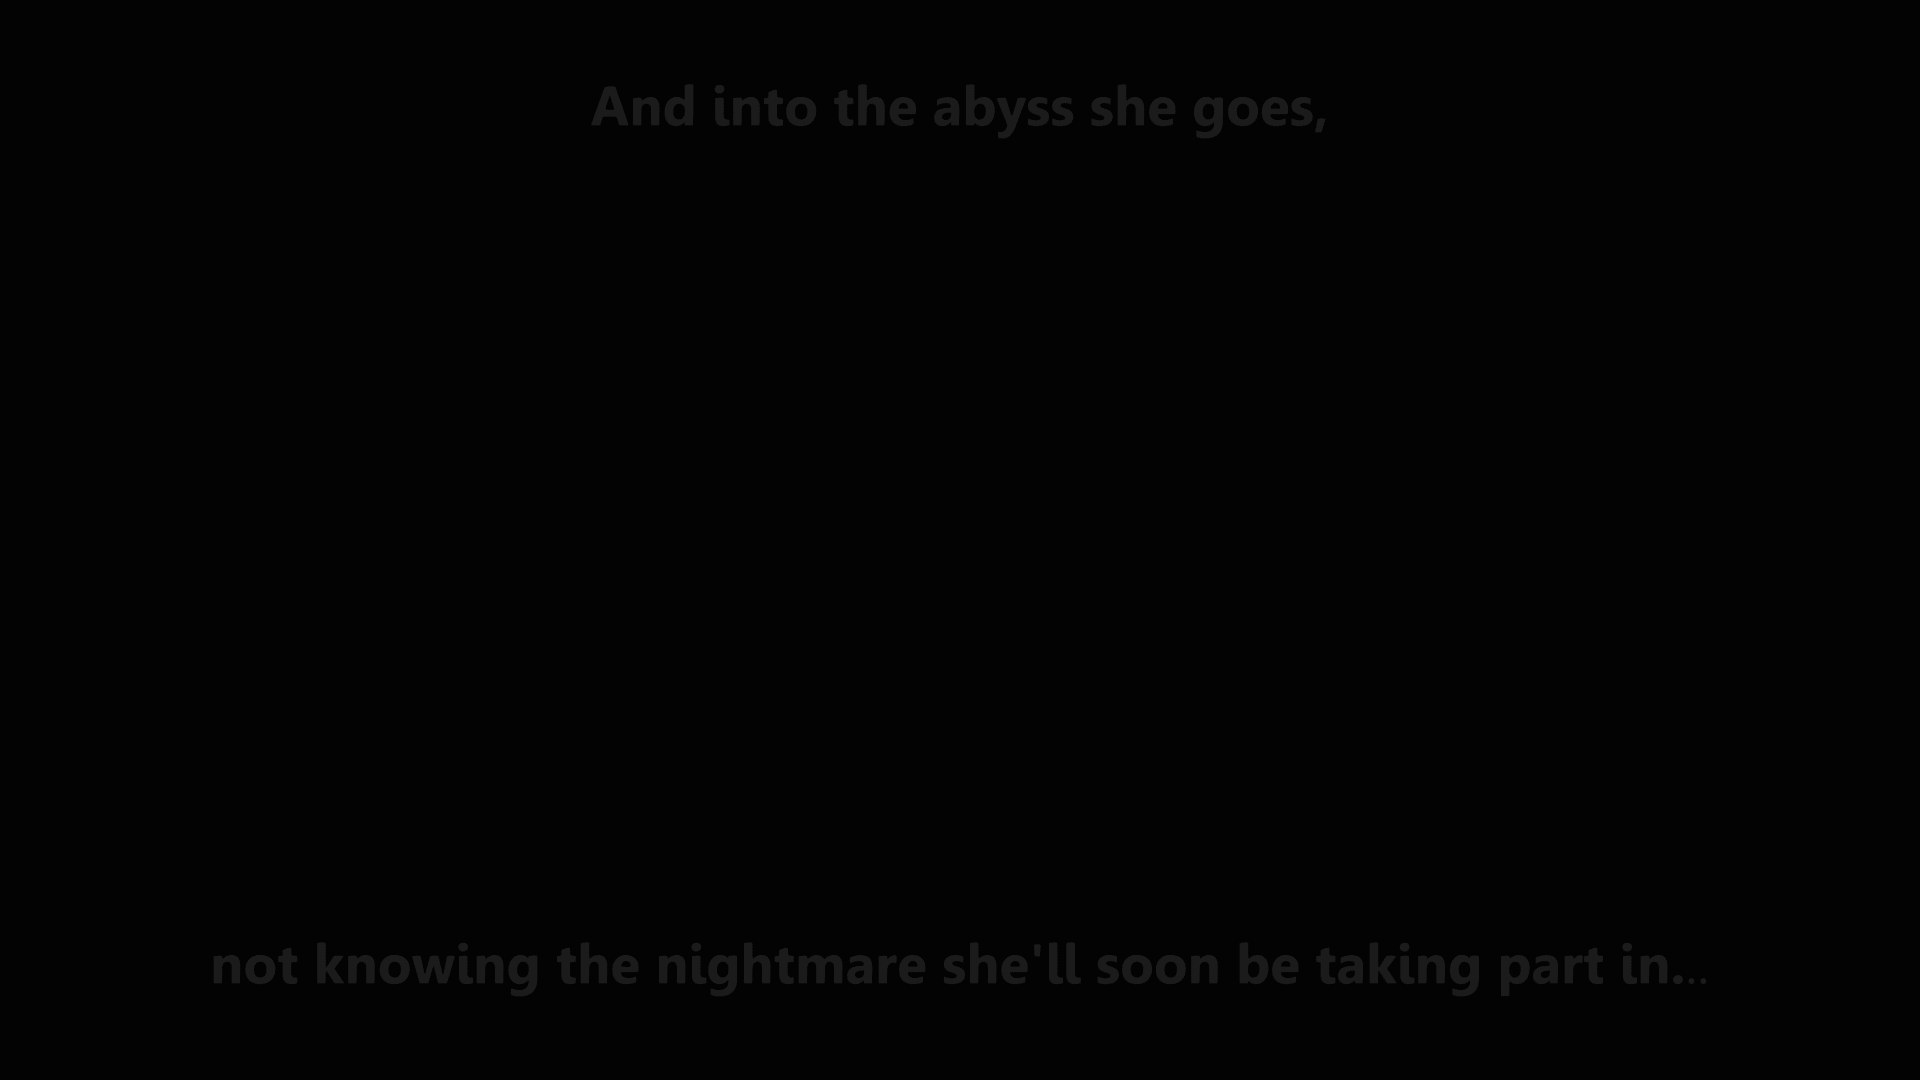 And into the abyss she goes,
not knowing the nightmare she'll soon be taking part in...